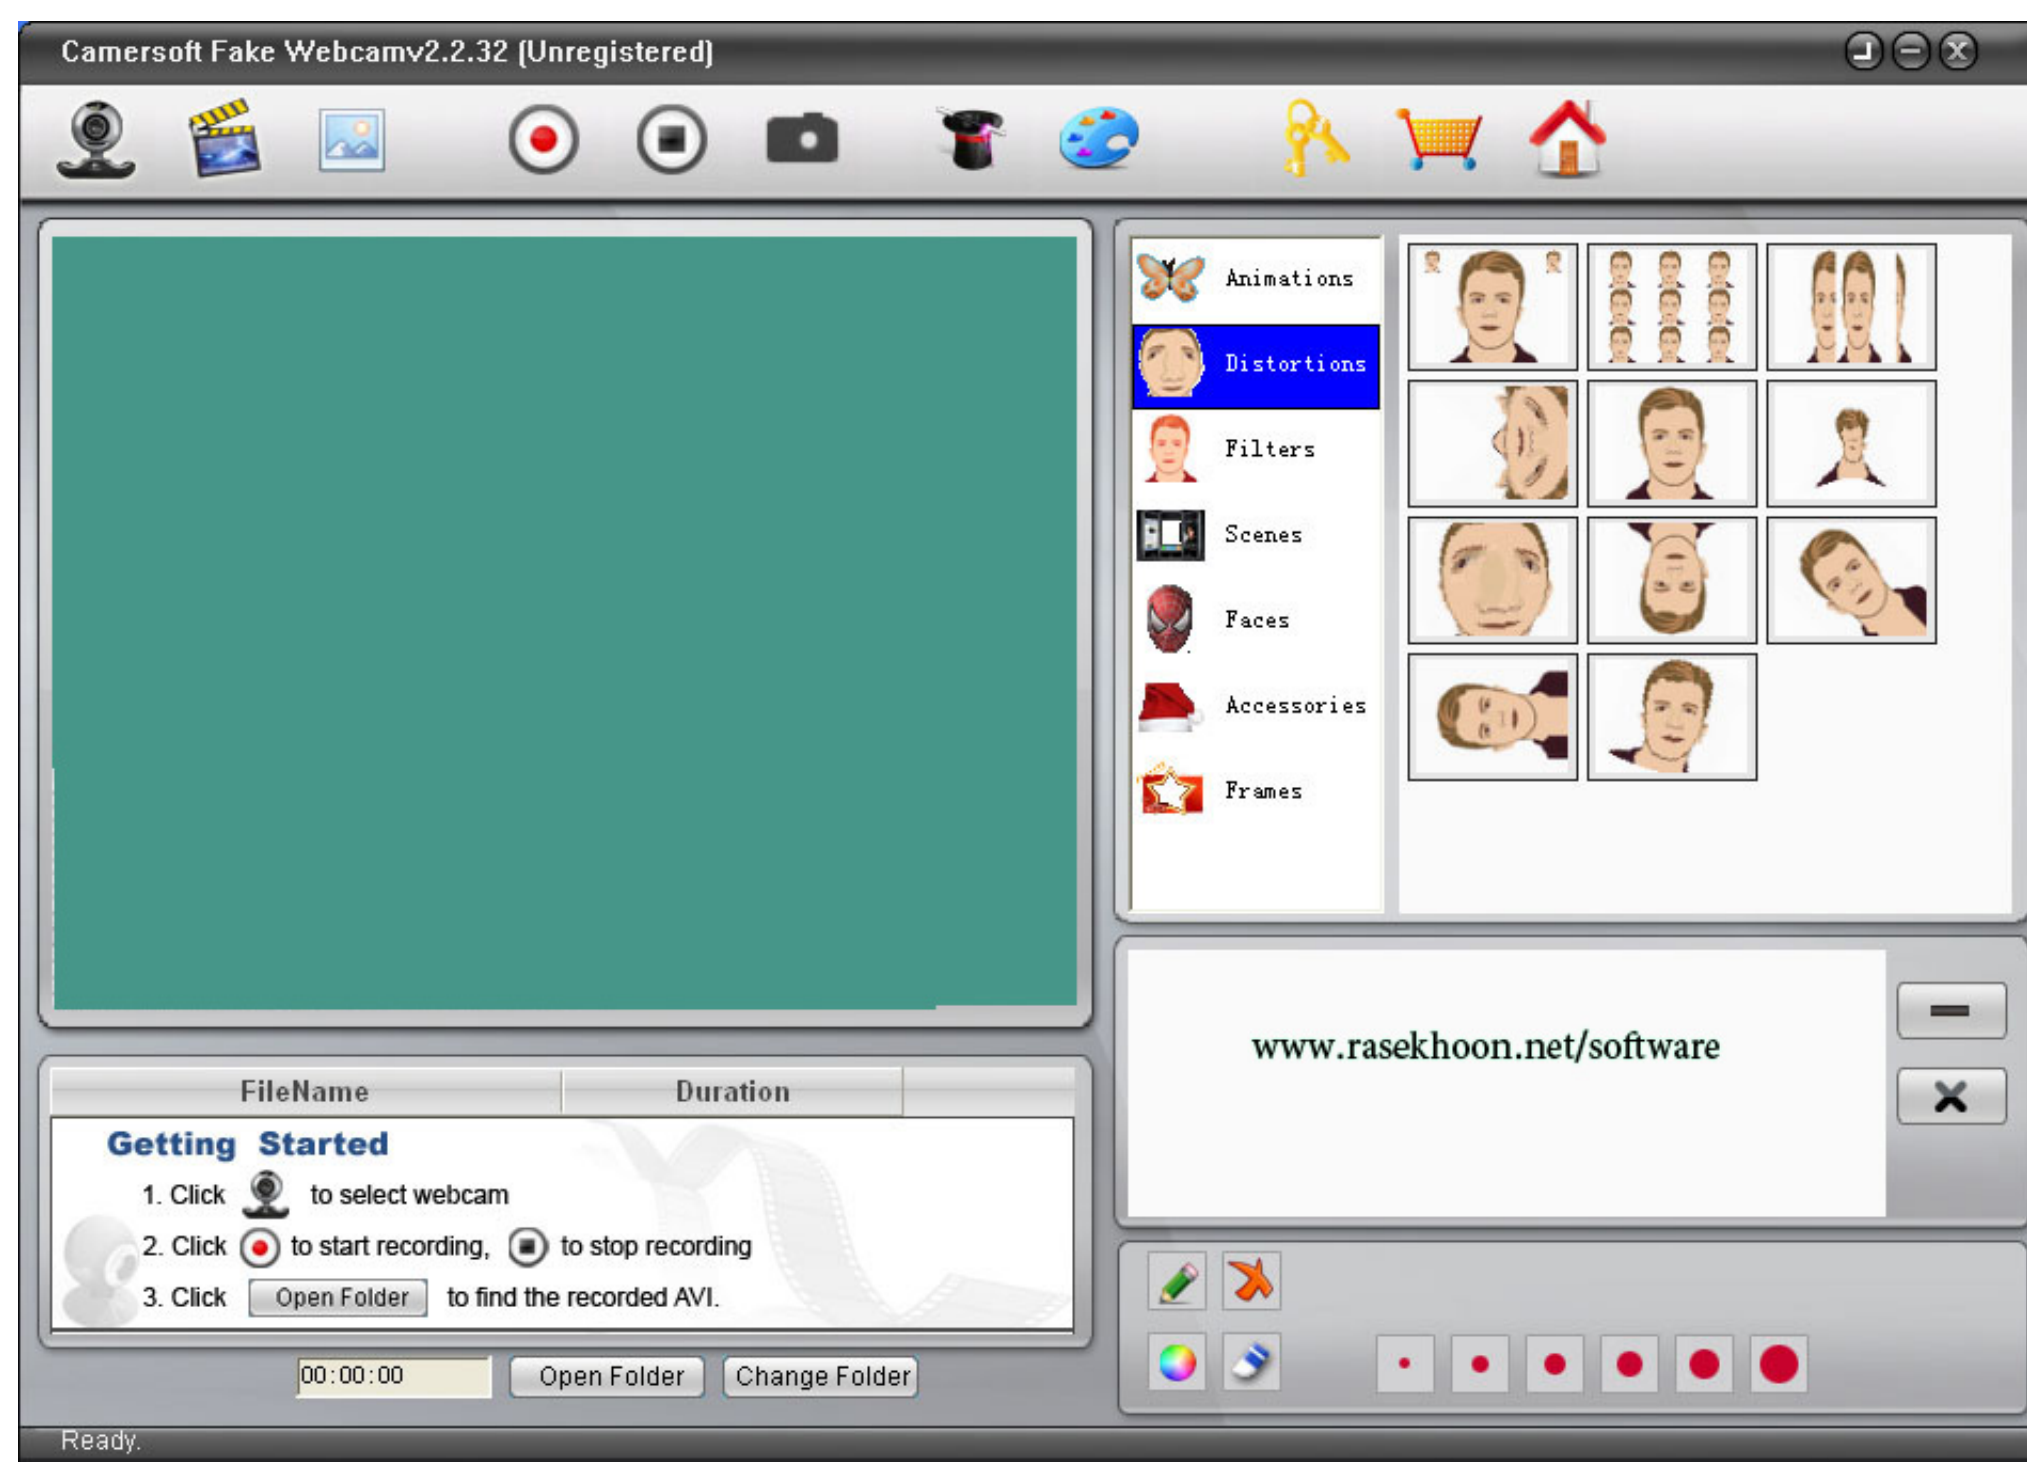 Camersoft Fake Webcamv2.2.32 (Unregistered)
Animations
Distortions
Filters
Scenes
Faces
Accessories
Frames
www.rasekhoon.net/software
FileName Duration
Getting Started
1. Click to select webcam
2. Click to start recording, to stop recording
3. Click Open Folder to find the recorded AVI.
00:00:00 Open Folder Change Folder
Ready.